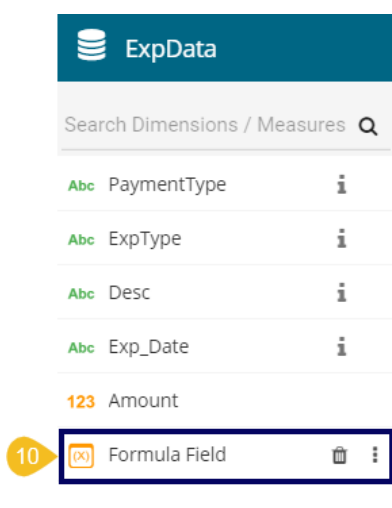 ExpData
Search Dimensions / Measures
Abc PaymentType
Abc ExpType
Abc Desc
Abc Exp_Date
123 Amount
10 (x) Formula Field